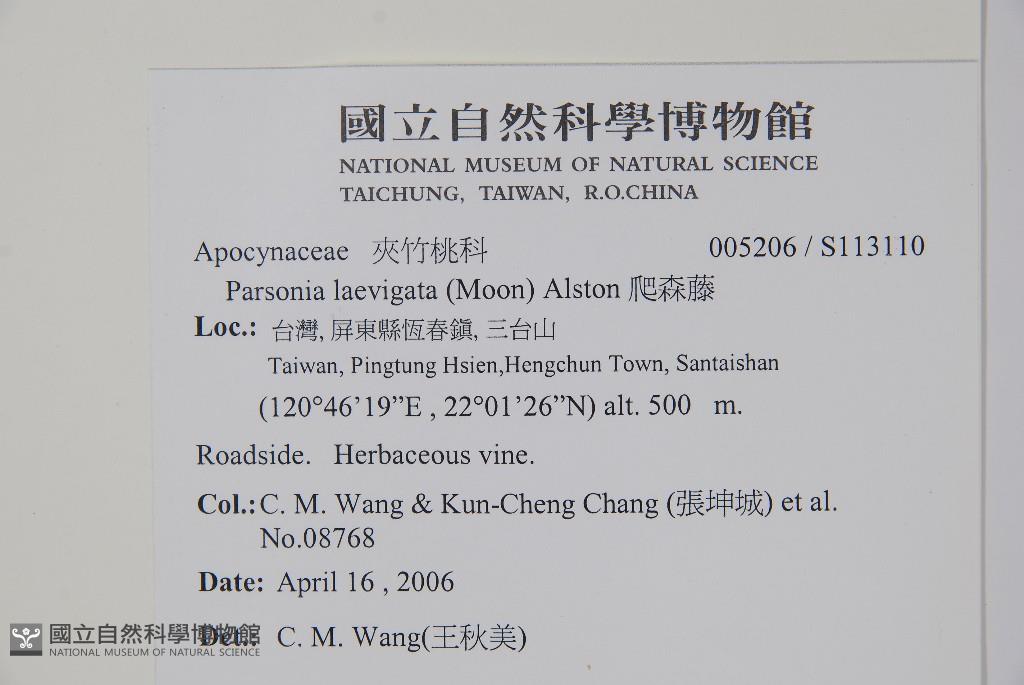 國立自然科學博物館
NATIONAL MUSEUM OF NATURAL SCIENCE
TAICHUNG, TAIWAN, R.O.CHINA
Apocynaceae 夾竹桃科 005206 / S113110
Parsonia laevigata (Moon) Alston 爬森藤
Loc.: 台灣, 屏東縣恆春鎮, 三台山
Taiwan, Pingtung Hsien,Hengchun Town, Santaishan
(120°46’19”E , 22°01’26”N) alt. 500 m.
Roadside. Herbaceous vine.
Col.: C. M. Wang & Kun-Cheng Chang (張坤城) et al.
No.08768
Date: April 16 , 2006
Det.: C. M. Wang(王秋美)
國立自然科學博物館
NATIONAL MUSEUM OF NATURAL SCIENCE